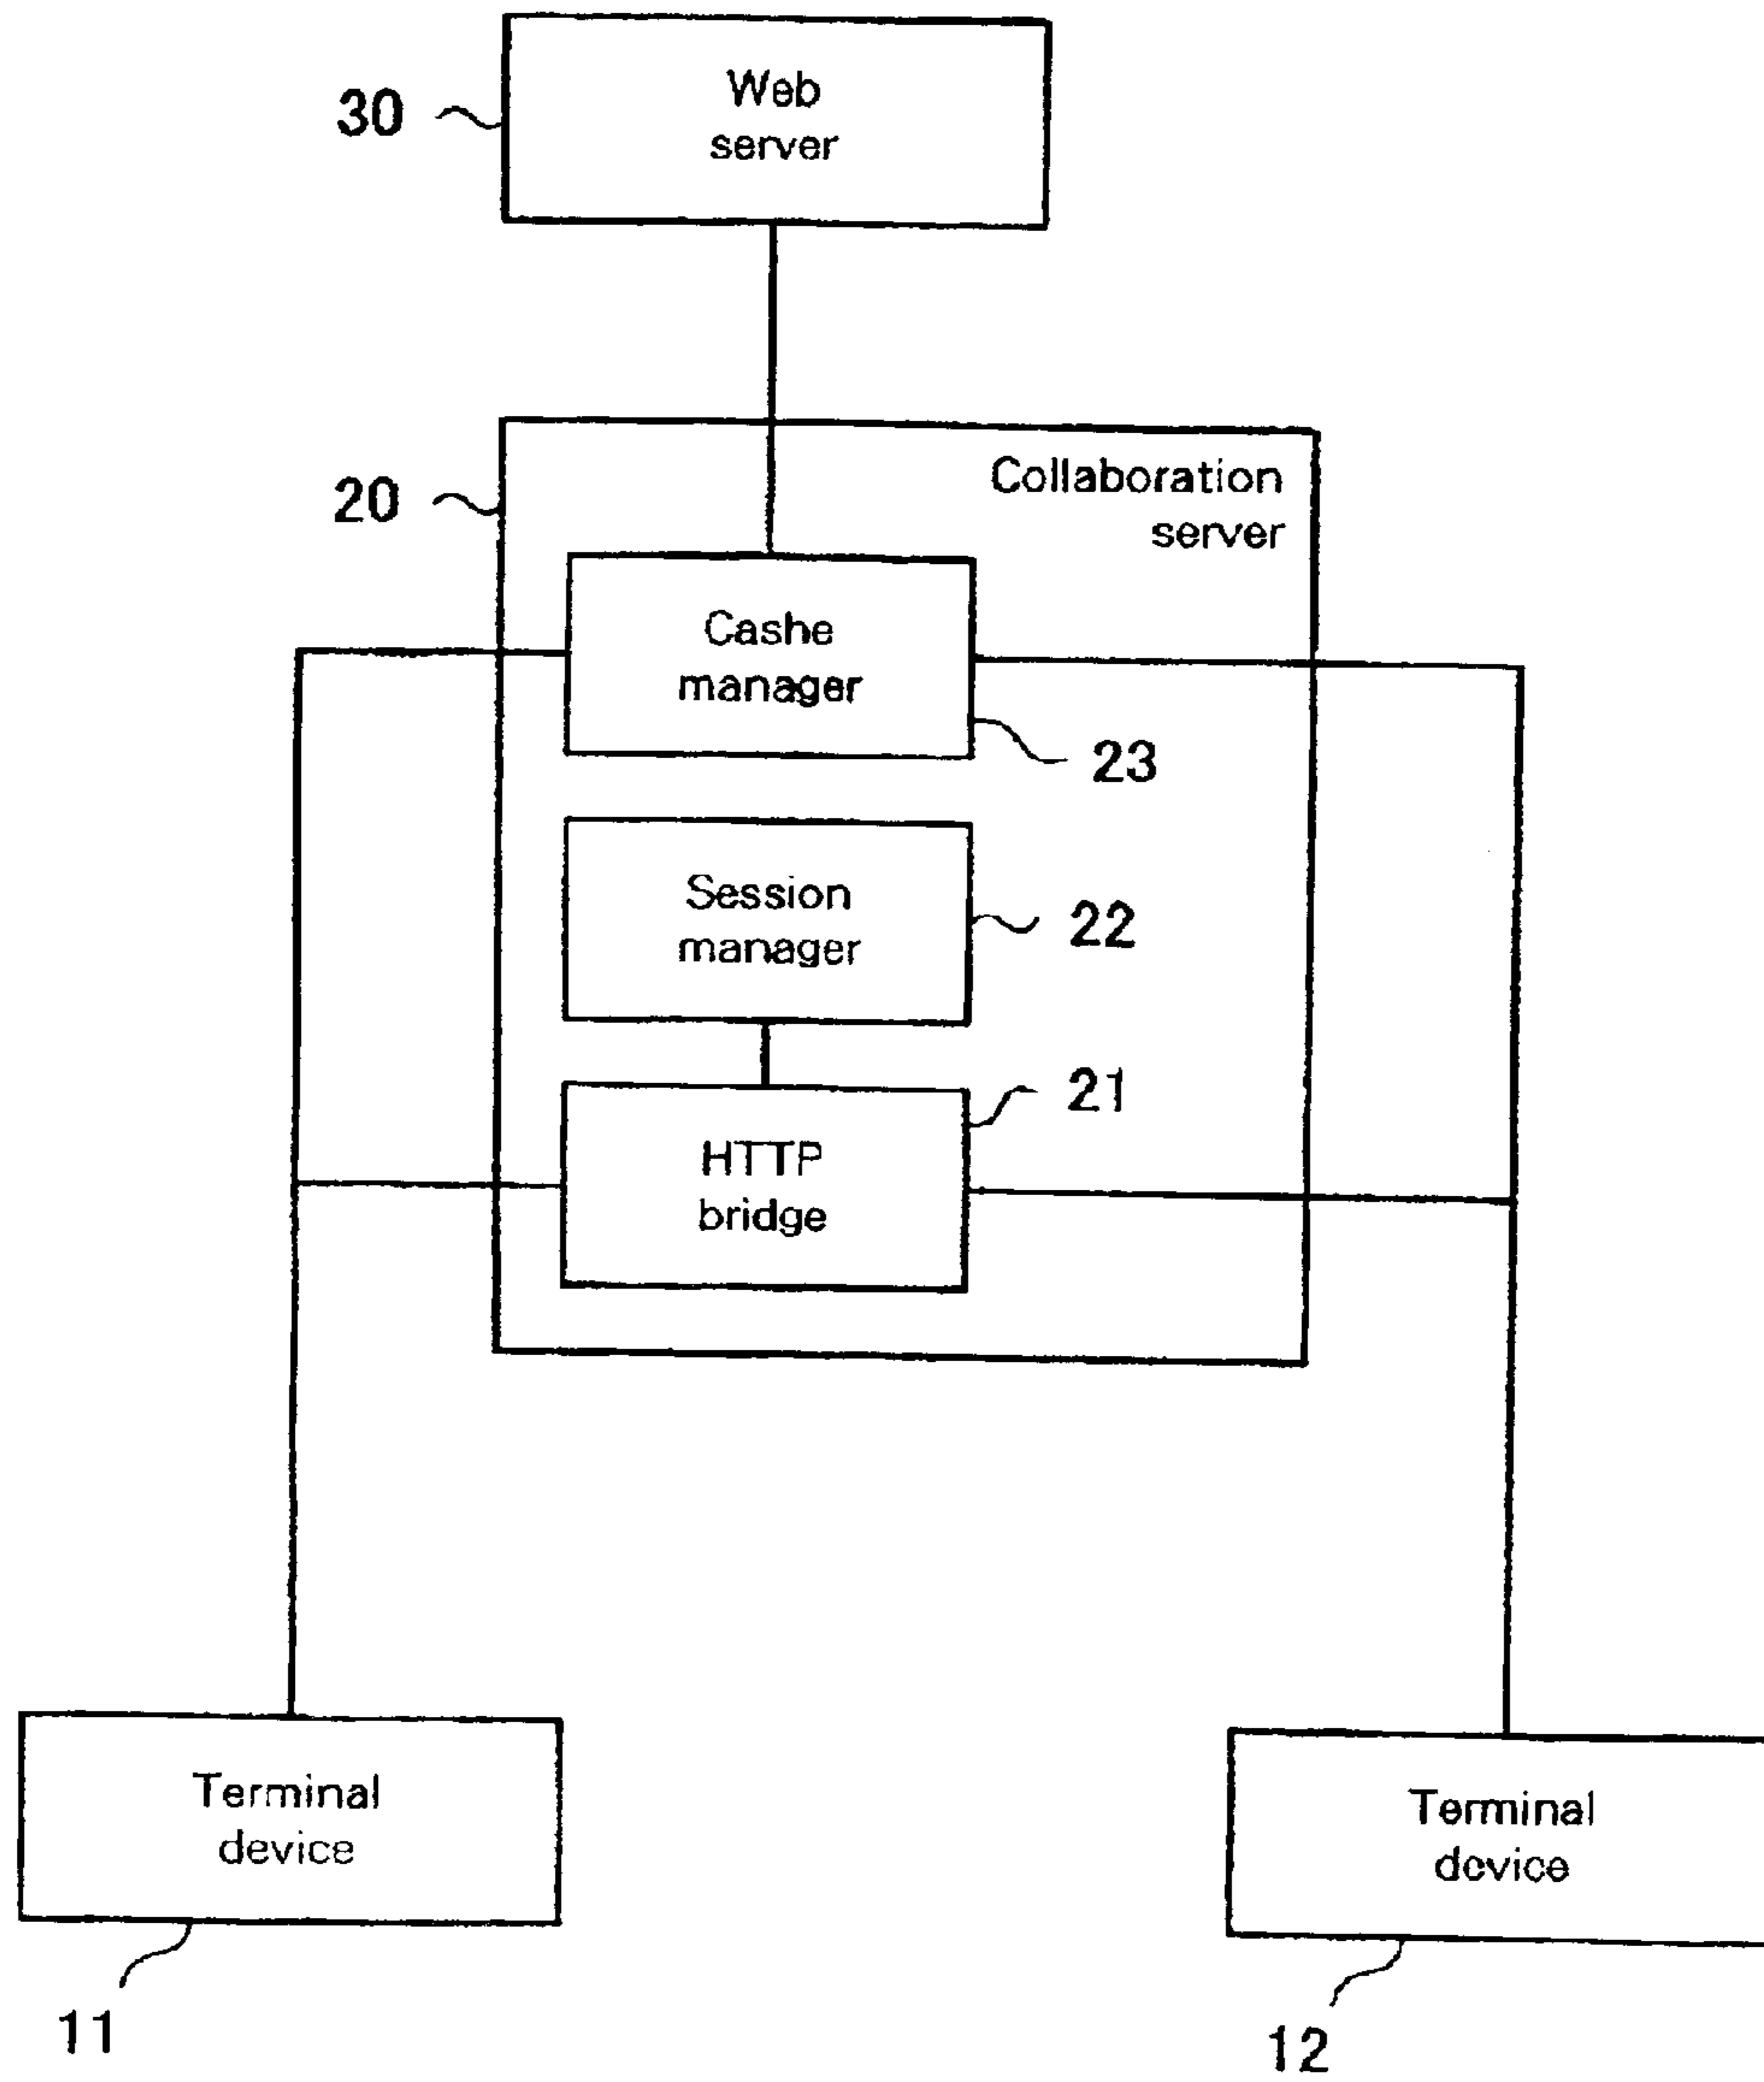 Web
server
30
20
Collaboration
server
Cashe
manager
23
Session
manager
22
21
HTTP
bridge
Terminal
device
Terminal
device
11
12